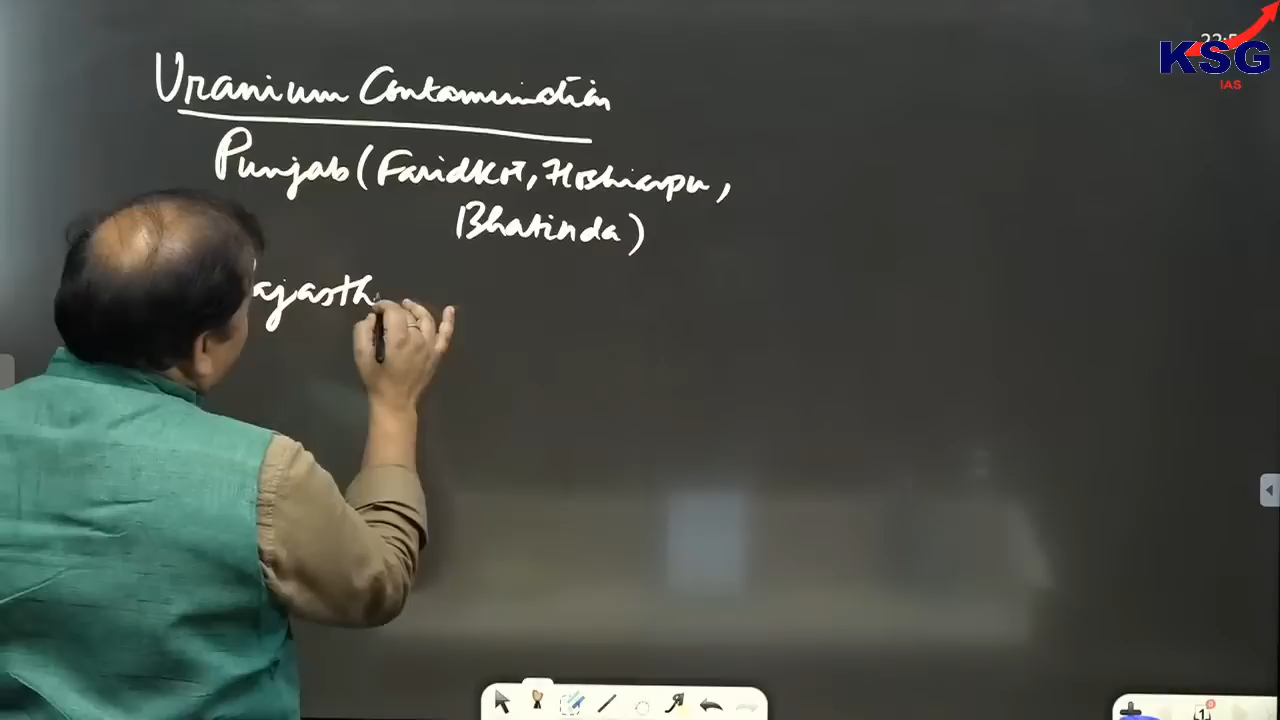 KSG
IAS
Uranium Contamination
Punjab (Faridkot, Hoshiarpur,
Bhatinda)
ajasth